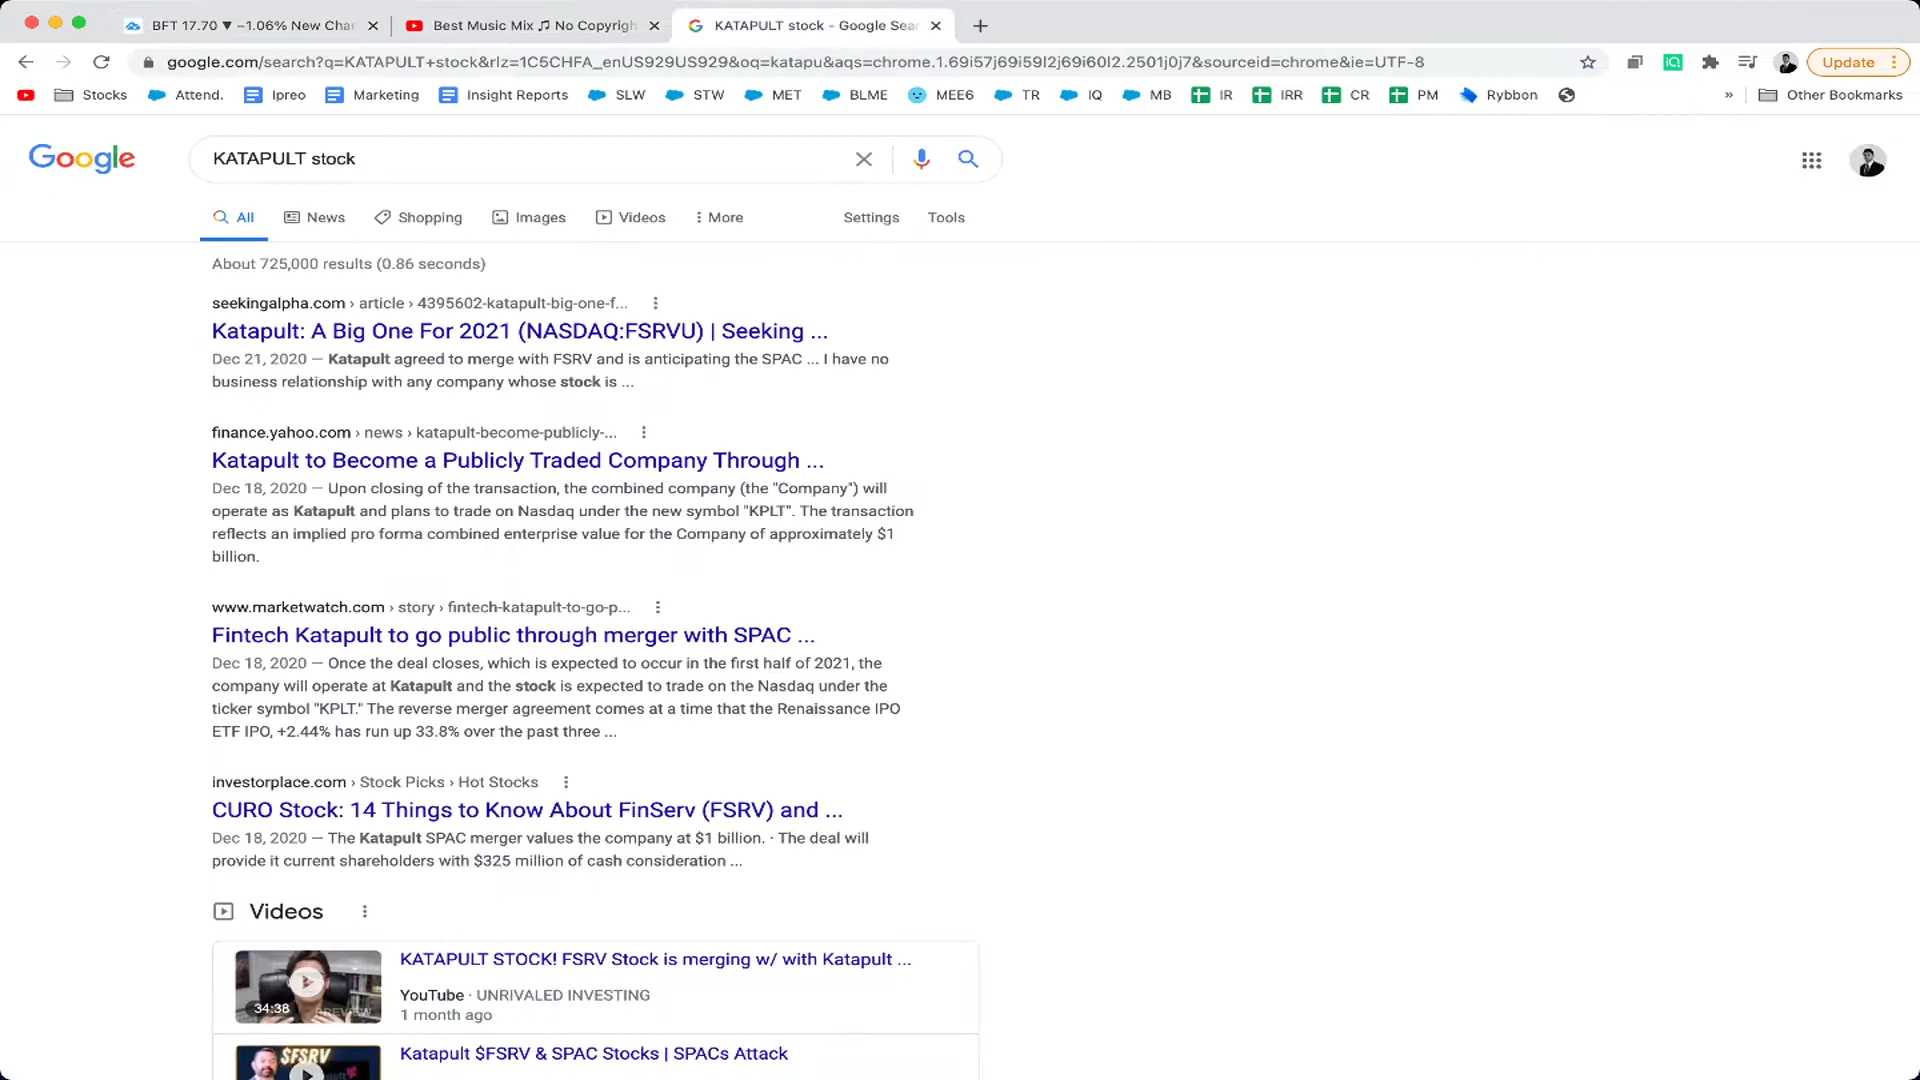 BFT 17.70 ▼ −1.06% New Cha
Best Music Mix ♫ No Copyrigh
KATAPULT stock - Google Sea
google.com/search?q=KATAPULT+stock&rlz=1C5CHFA_enUS929US929&oq=katapu&aqs=chrome.1.69i57j69i59l2j69i60l2.2501j0j7&sourceid=chrome&ie=UTF-8
Update
Stocks Attend. Ipreo Marketing Insight Reports SLW STW MET BLME MEE6 TR IQ MB IR IRR CR PM Rybbon » Other Bookmarks
Google
KATAPULT stock
All News Shopping Images Videos More Settings Tools
About 725,000 results (0.86 seconds)
seekingalpha.com › article › 4395602-katapult-big-one-f...
Katapult: A Big One For 2021 (NASDAQ:FSRVU) | Seeking ...
Dec 21, 2020 — Katapult agreed to merge with FSRV and is anticipating the SPAC ... I have no
business relationship with any company whose stock is ...
finance.yahoo.com › news › katapult-become-publicly-...
Katapult to Become a Publicly Traded Company Through ...
Dec 18, 2020 — Upon closing of the transaction, the combined company (the "Company") will
operate as Katapult and plans to trade on Nasdaq under the new symbol "KPLT". The transaction
reflects an implied pro forma combined enterprise value for the Company of approximately $1
billion.
www.marketwatch.com › story › fintech-katapult-to-go-p...
Fintech Katapult to go public through merger with SPAC ...
Dec 18, 2020 — Once the deal closes, which is expected to occur in the first half of 2021, the
company will operate at Katapult and the stock is expected to trade on the Nasdaq under the
ticker symbol "KPLT." The reverse merger agreement comes at a time that the Renaissance IPO
ETF IPO, +2.44% has run up 33.8% over the past three ...
investorplace.com › Stock Picks › Hot Stocks
CURO Stock: 14 Things to Know About FinServ (FSRV) and ...
Dec 18, 2020 — The Katapult SPAC merger values the company at $1 billion. · The deal will
provide it current shareholders with $325 million of cash consideration ...
Videos
KATAPULT STOCK! FSRV Stock is merging w/ with Katapult ...
YouTube · UNRIVALED INVESTING
1 month ago
34:38
PREVIEW
Katapult $FSRV & SPAC Stocks | SPACs Attack
$FSRV